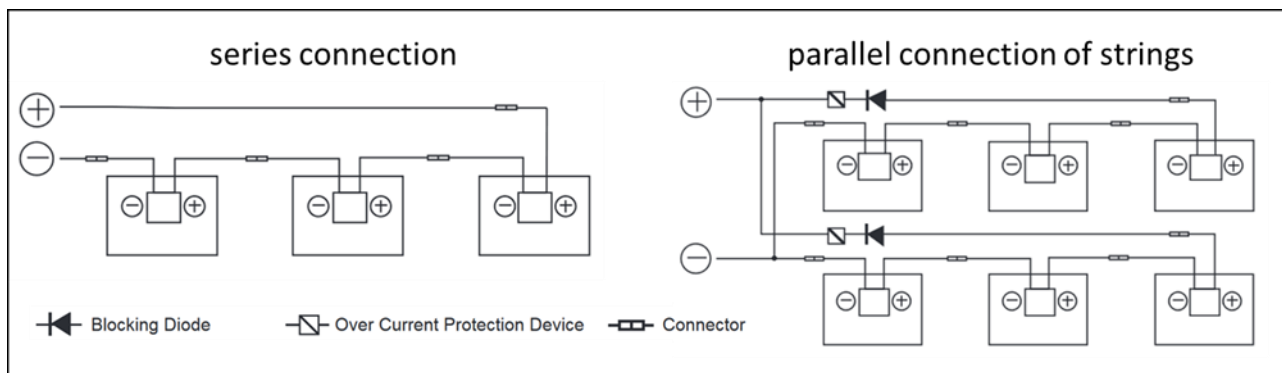 series connection
parallel connection of strings
+
−
− +
− +
− +
+
−
− +
− +
− +
− +
− +
− +
Blocking Diode
Over Current Protection Device
Connector